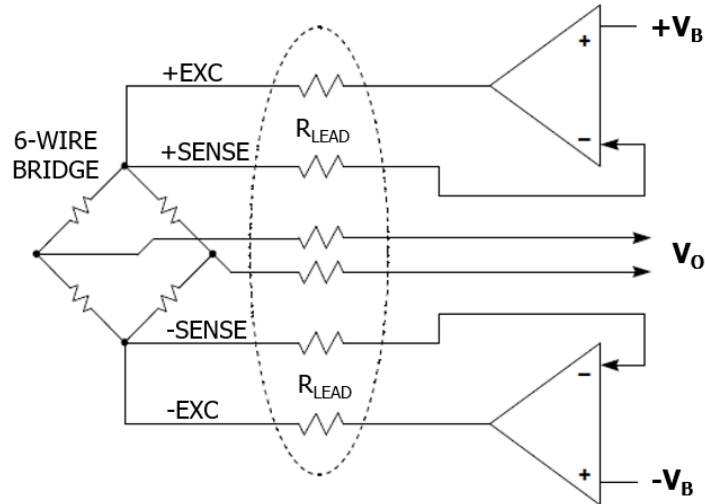 +V_B
+
+EXC
R_LEAD
6-WIRE
BRIDGE
+SENSE
−
V_O
-SENSE
−
R_LEAD
-EXC
+
-V_B